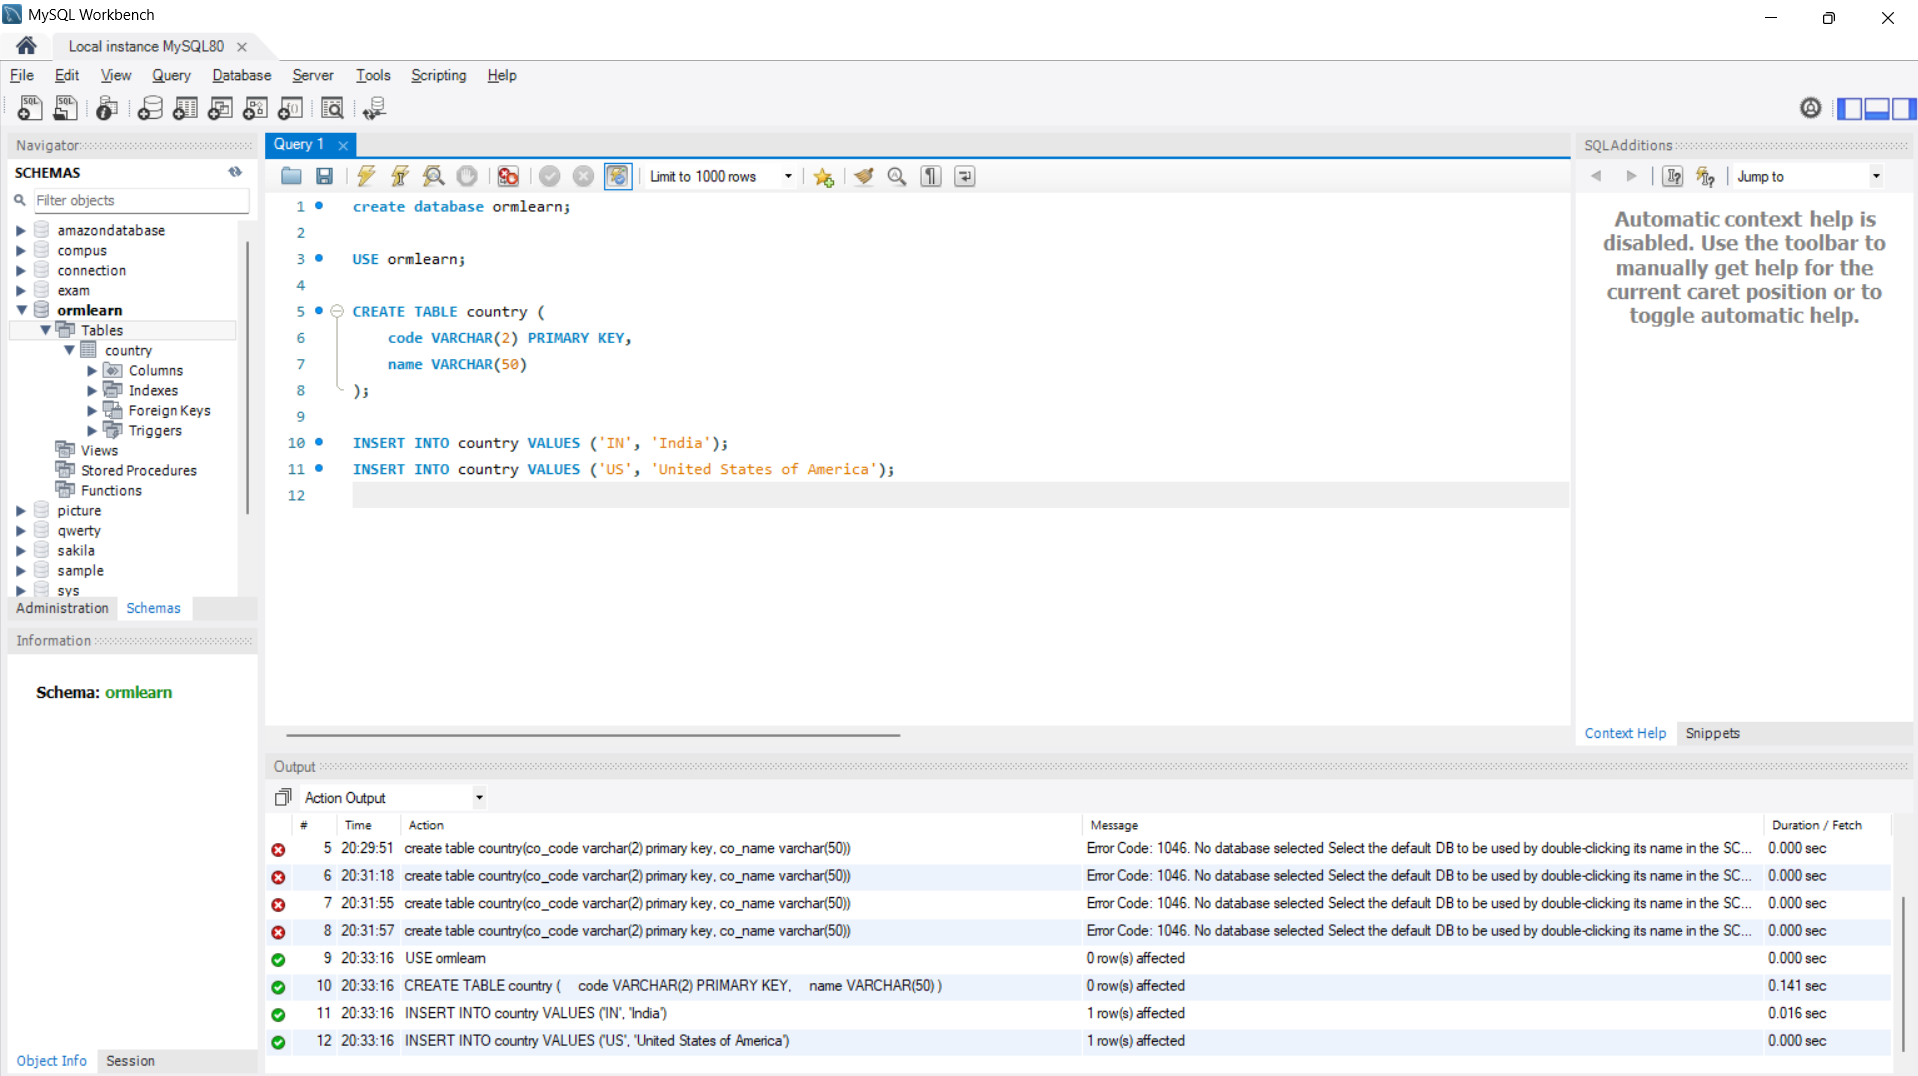 MySQL Workbench
Local instance MySQL80
File Edit View Query Database Server Tools Scripting Help
Navigator
SCHEMAS
Filter objects
amazondatabase
compus
connection
exam
ormlearn
Tables
country
Columns
Indexes
Foreign Keys
Triggers
Views
Stored Procedures
Functions
picture
qwerty
sakila
sample
sys
Administration Schemas
Information
Schema: ormlearn
Object Info Session
Query 1
Limit to 1000 rows
1 create database ormlearn;
2
3 USE ormlearn;
4
5 CREATE TABLE country (
6 code VARCHAR(2) PRIMARY KEY,
7 name VARCHAR(50)
8 );
9
10 INSERT INTO country VALUES ('IN', 'India');
11 INSERT INTO country VALUES ('US', 'United States of America');
12
SQLAdditions
Jump to
Automatic context help is
disabled. Use the toolbar to
manually get help for the
current caret position or to
toggle automatic help.
Context Help Snippets
Output
Action Output
# Time Action Message Duration / Fetch
5 20:29:51 create table country(co_code varchar(2) primary key, co_name varchar(50)) Error Code: 1046. No database selected Select the default DB to be used by double-clicking its name in the SC... 0.000 sec
6 20:31:18 create table country(co_code varchar(2) primary key, co_name varchar(50)) Error Code: 1046. No database selected Select the default DB to be used by double-clicking its name in the SC... 0.000 sec
7 20:31:55 create table country(co_code varchar(2) primary key, co_name varchar(50)) Error Code: 1046. No database selected Select the default DB to be used by double-clicking its name in the SC... 0.000 sec
8 20:31:57 create table country(co_code varchar(2) primary key, co_name varchar(50)) Error Code: 1046. No database selected Select the default DB to be used by double-clicking its name in the SC... 0.000 sec
9 20:33:16 USE ormlearn 0 row(s) affected 0.000 sec
10 20:33:16 CREATE TABLE country ( code VARCHAR(2) PRIMARY KEY, name VARCHAR(50) ) 0 row(s) affected 0.141 sec
11 20:33:16 INSERT INTO country VALUES ('IN', 'India') 1 row(s) affected 0.016 sec
12 20:33:16 INSERT INTO country VALUES ('US', 'United States of America') 1 row(s) affected 0.000 sec